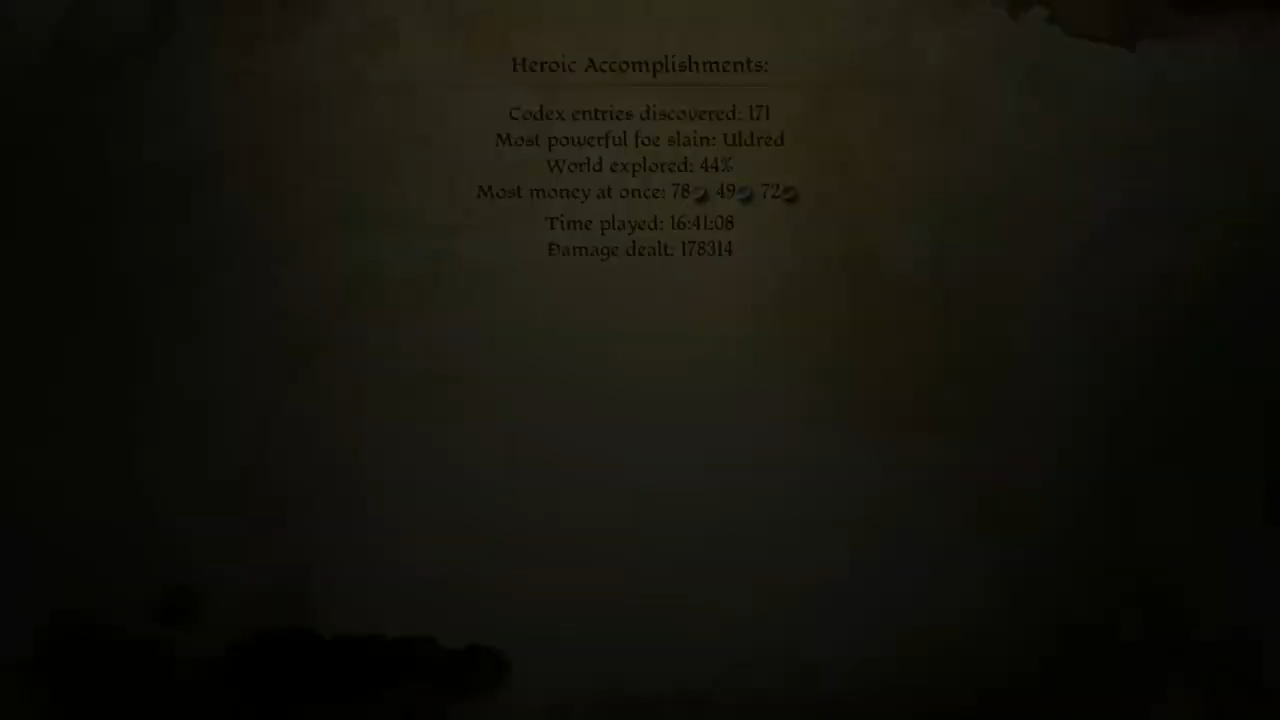 Heroic Accomplishments:
Codex entries discovered: 171
Most powerful foe slain: Uldred
World explored: 44%
Most money at once: 78 49 72
Time played: 16:41:08
Damage dealt: 178314